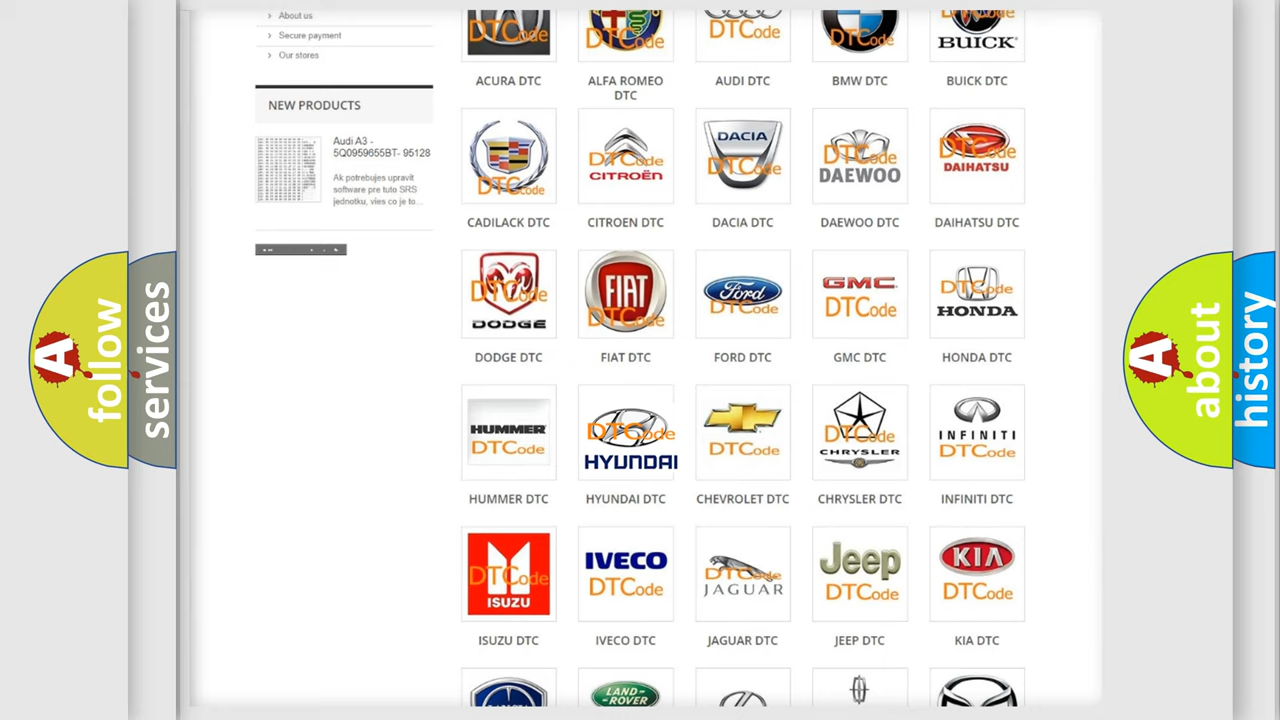 About us
Secure payment
Our stores
NEW PRODUCTS
Audi A3 -
5Q0959655BT- 95128
Ak potrebujes upravit
software pre tuto SRS
jednotku, vies co je to...
DTCode
DTCode
DTCode
DTCode
BUICK
ACURA DTC
ALFA ROMEO
DTC
AUDI DTC
BMW DTC
BUICK DTC
DTCode
DTCode
CITROËN
DACIA
DTCode
DTCode
DAEWOO
DTCode
DAIHATSU
CADILACK DTC
CITROEN DTC
DACIA DTC
DAEWOO DTC
DAIHATSU DTC
DTCode
DODGE
FIAT
DTCode
Ford
DTCode
GMC
DTCode
DTCode
HONDA
DODGE DTC
FIAT DTC
FORD DTC
GMC DTC
HONDA DTC
HUMMER
DTCode
DTCode
HYUNDAI
DTCode
DTCode
CHRYSLER
INFINITI
DTCode
HUMMER DTC
HYUNDAI DTC
CHEVROLET DTC
CHRYSLER DTC
INFINITI DTC
DTCode
ISUZU
IVECO
DTCode
DTCode
JAGUAR
Jeep
DTCode
KIA
DTCode
ISUZU DTC
IVECO DTC
JAGUAR DTC
JEEP DTC
KIA DTC
LAND-
ROVER
A
follow
services
A
about
history